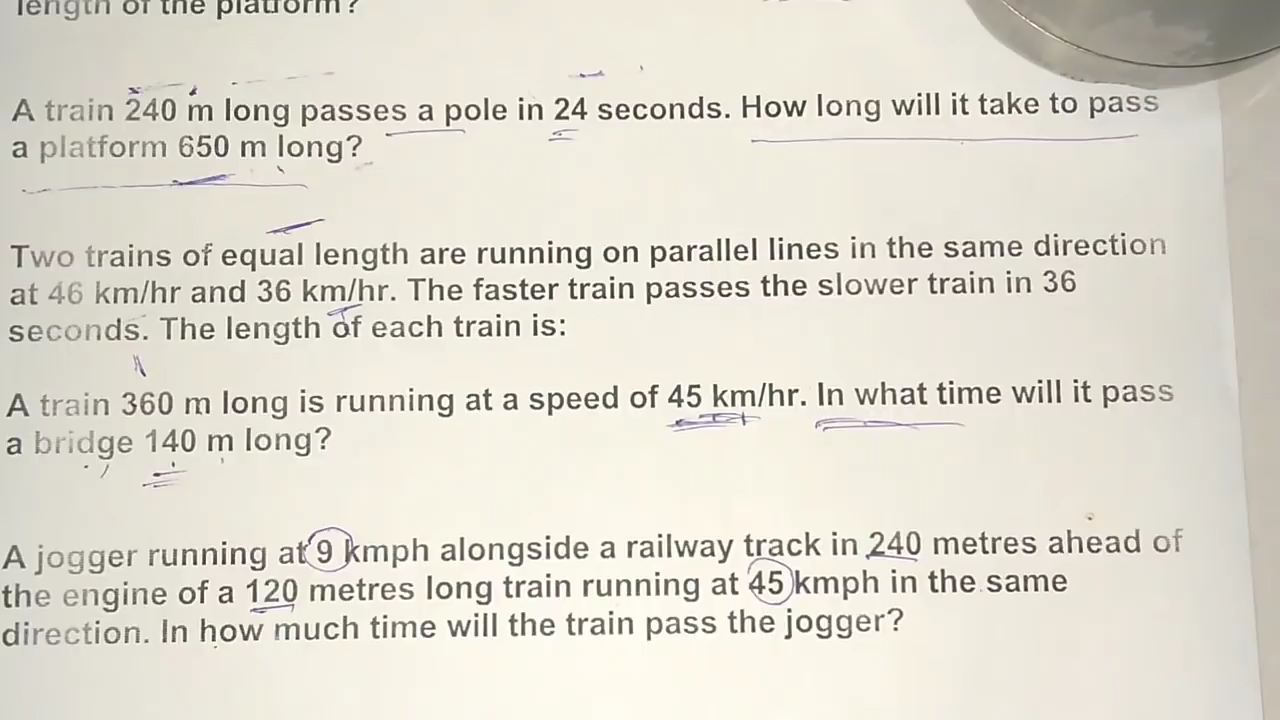 length of the platform?
A train 240 m long passes a pole in 24 seconds. How long will it take to pass
a platform 650 m long?
Two trains of equal length are running on parallel lines in the same direction
at 46 km/hr and 36 km/hr. The faster train passes the slower train in 36
seconds. The length of each train is:
A train 360 m long is running at a speed of 45 km/hr. In what time will it pass
a bridge 140 m long?
A jogger running at 9 kmph alongside a railway track in 240 metres ahead of
the engine of a 120 metres long train running at 45 kmph in the same
direction. In how much time will the train pass the jogger?